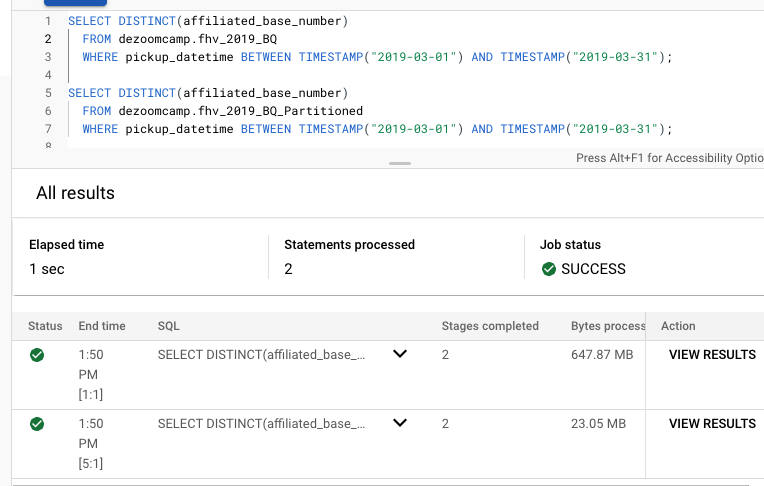 1 SELECT DISTINCT(affiliated_base_number)
2 FROM dezoomcamp.fhv_2019_BQ
3 WHERE pickup_datetime BETWEEN TIMESTAMP("2019-03-01") AND TIMESTAMP("2019-03-31");
4
5 SELECT DISTINCT(affiliated_base_number)
6 FROM dezoomcamp.fhv_2019_BQ_Partitioned
7 WHERE pickup_datetime BETWEEN TIMESTAMP("2019-03-01") AND TIMESTAMP("2019-03-31");
8
Press Alt+F1 for Accessibility Optio
All results
Elapsed time Statements processed Job status
1 sec 2 SUCCESS
Status End time SQL Stages completed Bytes process Action
1:50 SELECT DISTINCT(affiliated_base_... 2 647.87 MB VIEW RESULTS
PM
[1:1]
1:50 SELECT DISTINCT(affiliated_base_... 2 23.05 MB VIEW RESULTS
PM
[5:1]